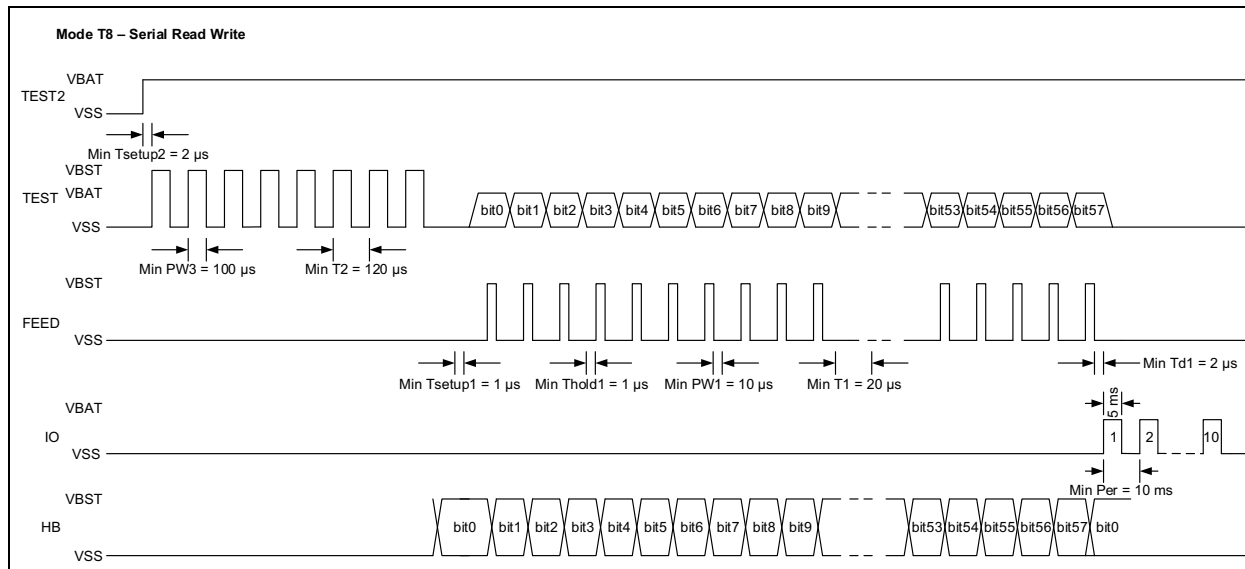 Mode T8 – Serial Read Write
VBAT
TEST2
VSS
Min Tsetup2 = 2 µs
VBST
VBAT
TEST
VSS
bit0 bit1 bit2 bit3 bit4 bit5 bit6 bit7 bit8 bit9 bit53 bit54 bit55 bit56 bit57
Min PW3 = 100 µs Min T2 = 120 µs
VBST
FEED
VSS
Min Tsetup1 = 1 µs Min Thold1 = 1 µs Min PW1 = 10 µs Min T1 = 20 µs Min Td1 = 2 µs
VBAT
5 ms
IO
1 2 10
VSS
Min Per = 10 ms
VBST
HB
bit0 bit1 bit2 bit3 bit4 bit5 bit6 bit7 bit8 bit9 bit53 bit54 bit55 bit56 bit57 bit0
VSS